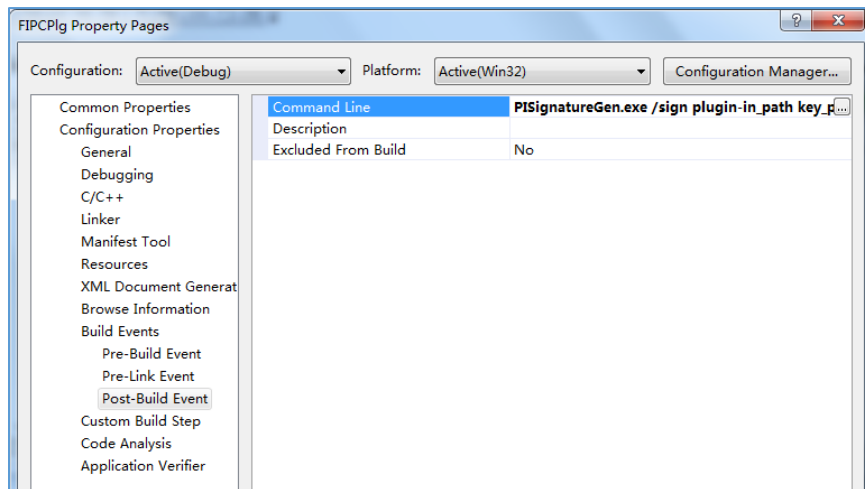 FIPCPlg Property Pages
Configuration: Active(Debug) Platform: Active(Win32) Configuration Manager...
Common Properties
Configuration Properties
General
Debugging
C/C++
Linker
Manifest Tool
Resources
XML Document Generat
Browse Information
Build Events
Pre-Build Event
Pre-Link Event
Post-Build Event
Custom Build Step
Code Analysis
Application Verifier
Command Line PISignatureGen.exe /sign plugin-in_path key_p ...
Description
Excluded From Build No